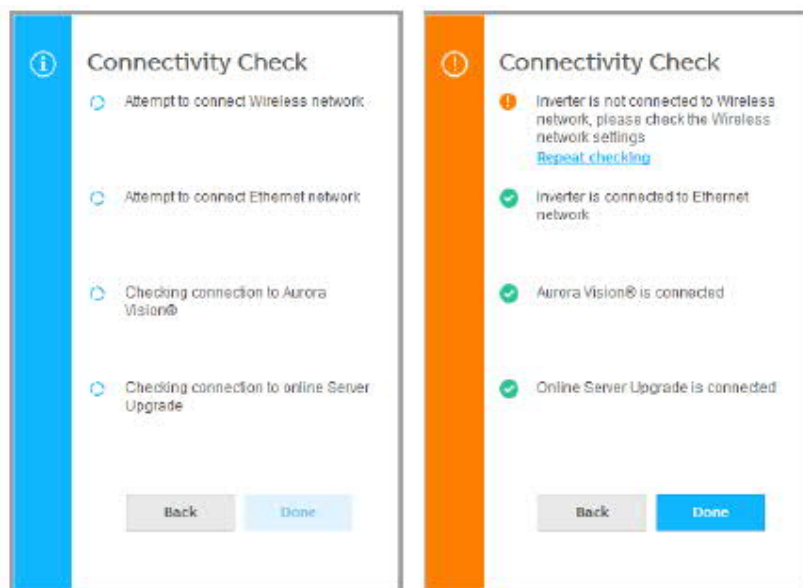 Connectivity Check
Attempt to connect Wireless network
Attempt to connect Ethernet network
Checking connection to Aurora
Vision®
Checking connection to online Server
Upgrade
Back
Done
Connectivity Check
Inverter is not connected to Wireless
network, please check the Wireless
network settings
Repeat checking
Inverter is connected to Ethernet
network
Aurora Vision® is connected
Online Server Upgrade is connected
Back
Done